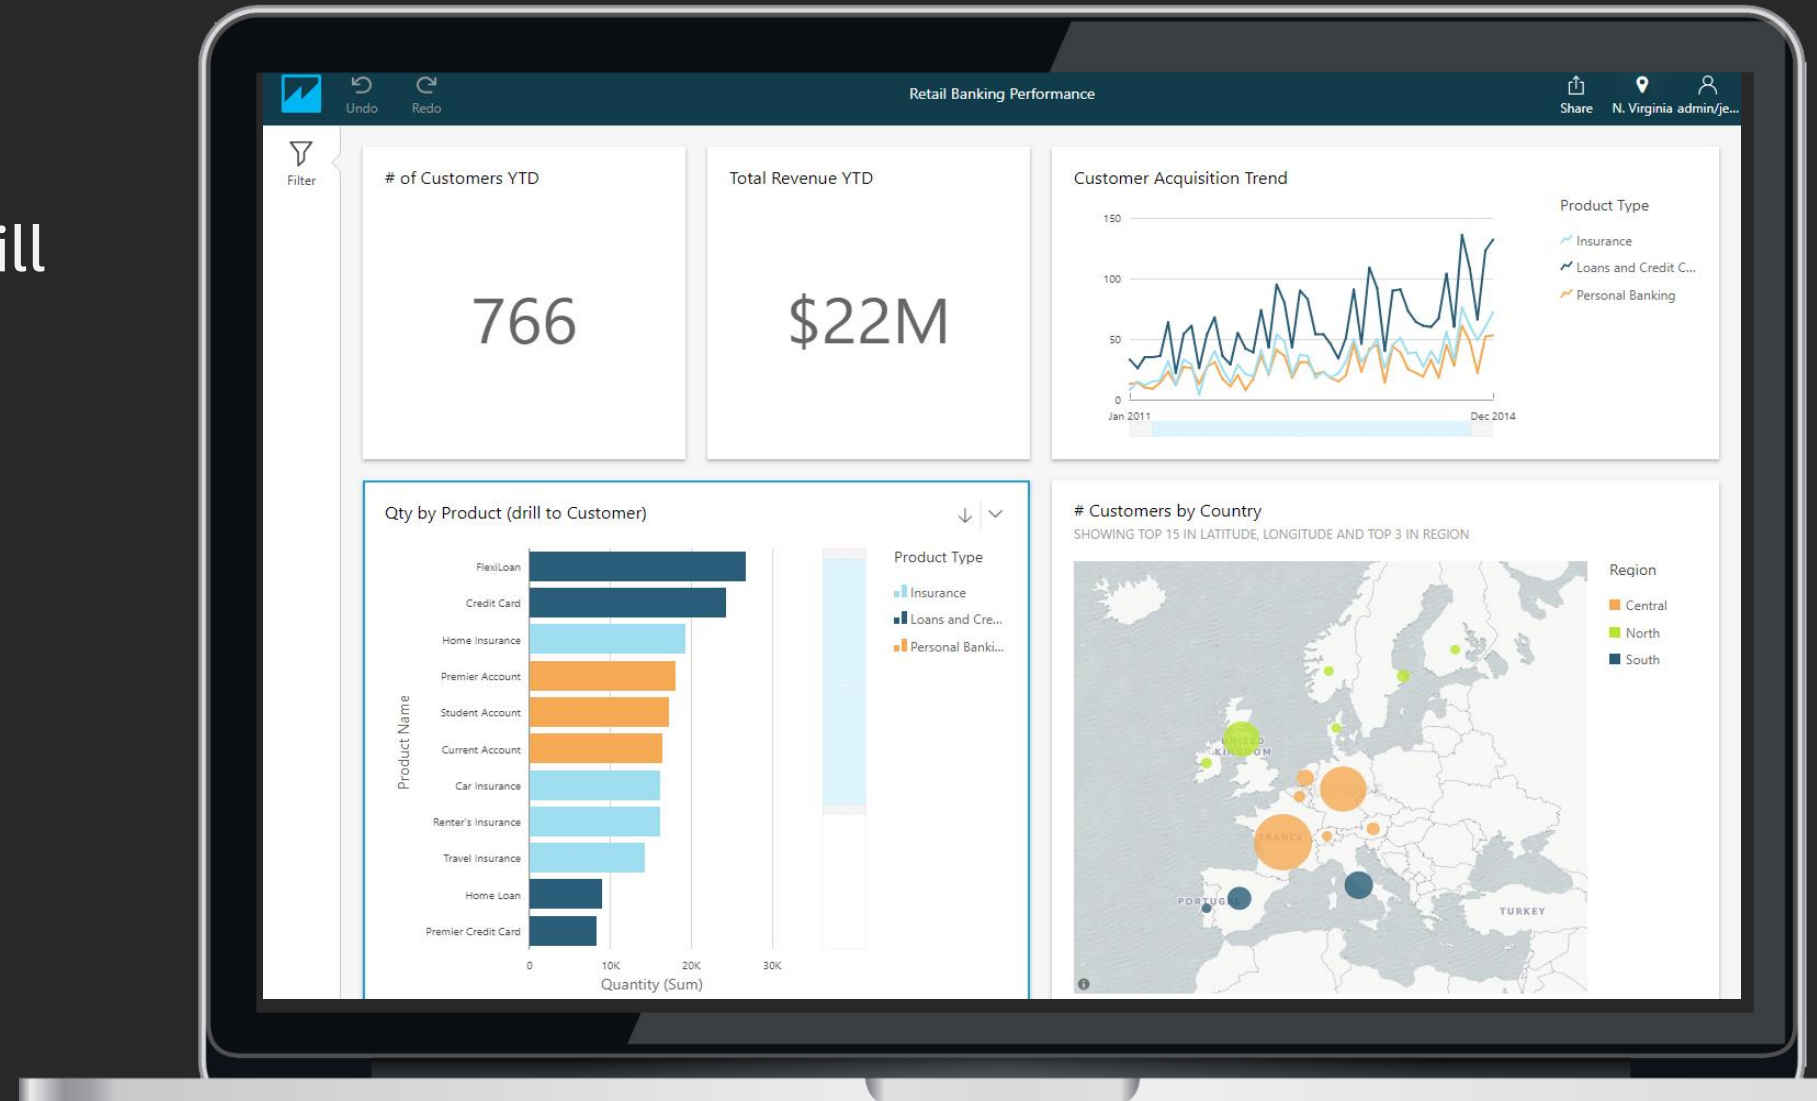 ill
Undo
Redo
Retail Banking Performance
Share
N. Virginia
admin/je...
Filter
# of Customers YTD
766
Total Revenue YTD
$22M
Customer Acquisition Trend
150
100
50
0
Jan 2011
Dec 2014
Product Type
Insurance
Loans and Credit C...
Personal Banking
Qty by Product (drill to Customer)
Product Name
FlexiLoan
Credit Card
Home Insurance
Premier Account
Student Account
Current Account
Car Insurance
Renter's Insurance
Travel Insurance
Home Loan
Premier Credit Card
0
10K
20K
30K
Quantity (Sum)
Product Type
Insurance
Loans and Cre...
Personal Banki...
# Customers by Country
SHOWING TOP 15 IN LATITUDE, LONGITUDE AND TOP 3 IN REGION
UNITED
KINGDOM
FRANCE
PORTUGAL
TURKEY
Region
Central
North
South